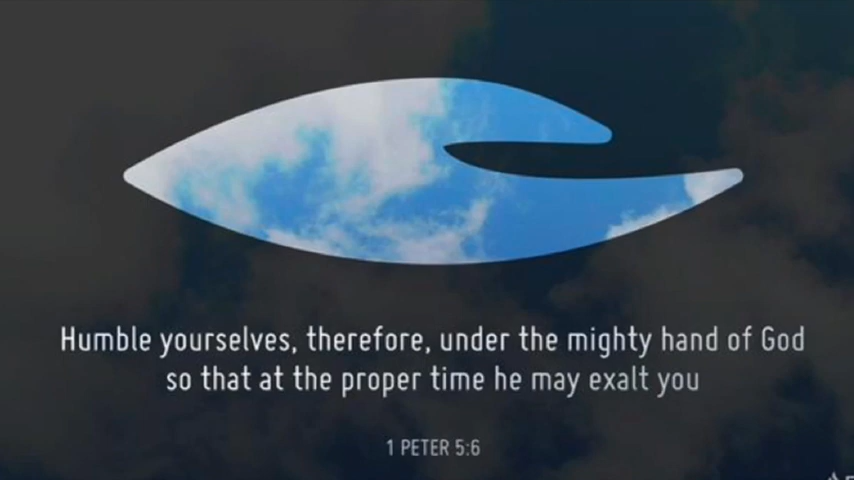 Humble yourselves, therefore, under the mighty hand of God
so that at the proper time he may exalt you
1 PETER 5:6